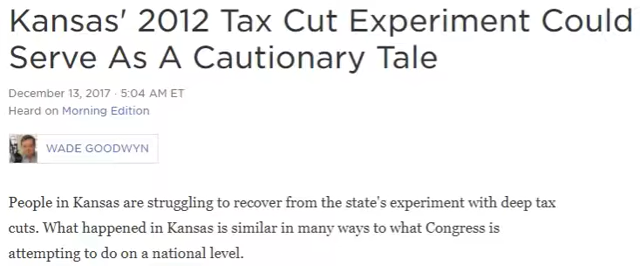 Kansas' 2012 Tax Cut Experiment Could
Serve As A Cautionary Tale
December 13, 2017 · 5:04 AM ET
Heard on Morning Edition
WADE GOODWYN
People in Kansas are struggling to recover from the state's experiment with deep tax
cuts. What happened in Kansas is similar in many ways to what Congress is
attempting to do on a national level.